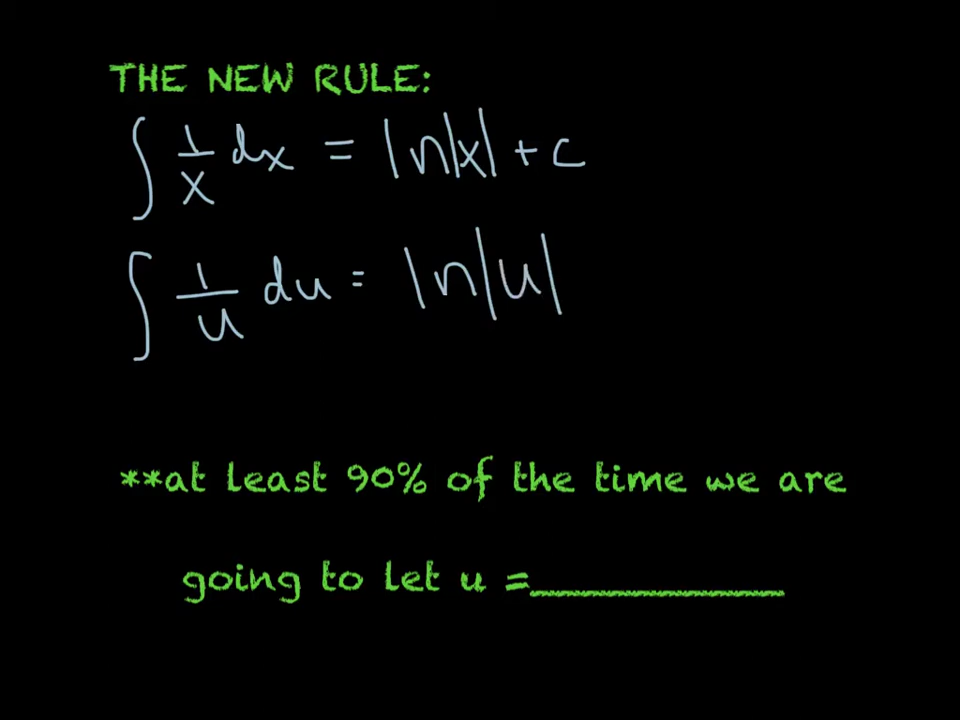 THE NEW RULE:
∫ 1/x dx = ln|x| + c
∫ 1/u du = ln|u|
**at least 90% of the time we are
going to let u =___________